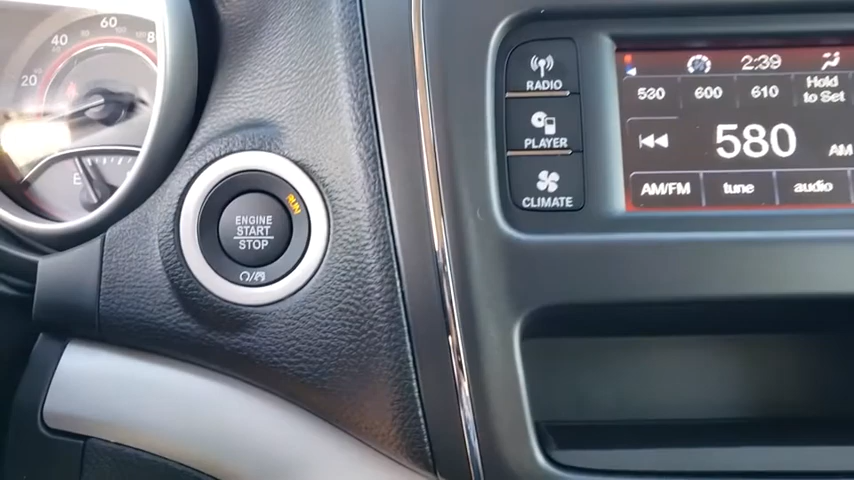 20
40
60
80
E
ENGINE
START
STOP
RUN
RADIO
PLAYER
CLIMATE
2:39
530 600 610 Hold
to Set
580 AM
AM/FM tune audio